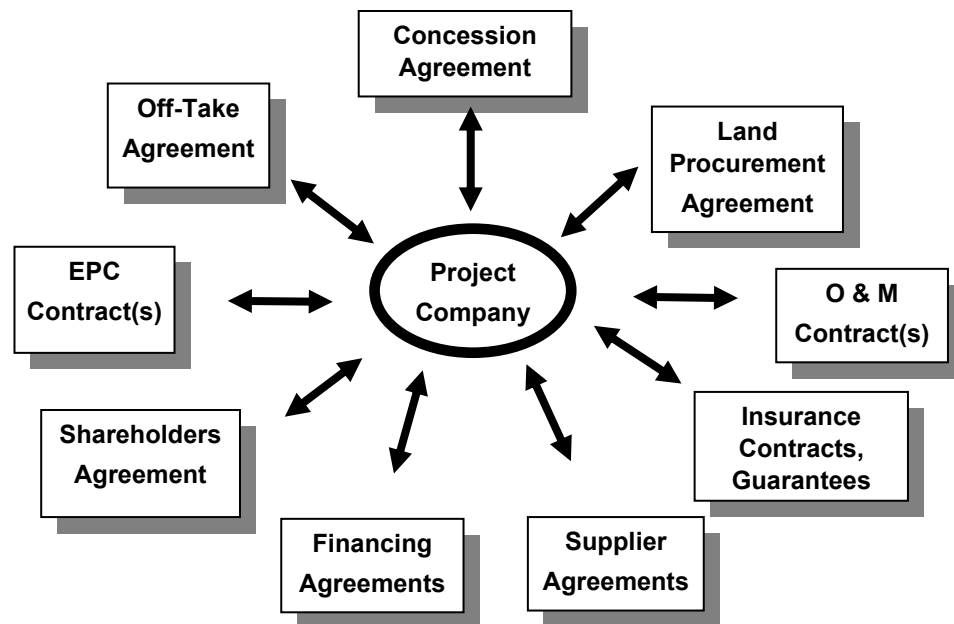 Concession
Agreement
Off-Take
Agreement
Land
Procurement
Agreement
EPC
Contract(s)
Project
Company
O & M
Contract(s)
Shareholders
Agreement
Insurance
Contracts,
Guarantees
Financing
Agreements
Supplier
Agreements